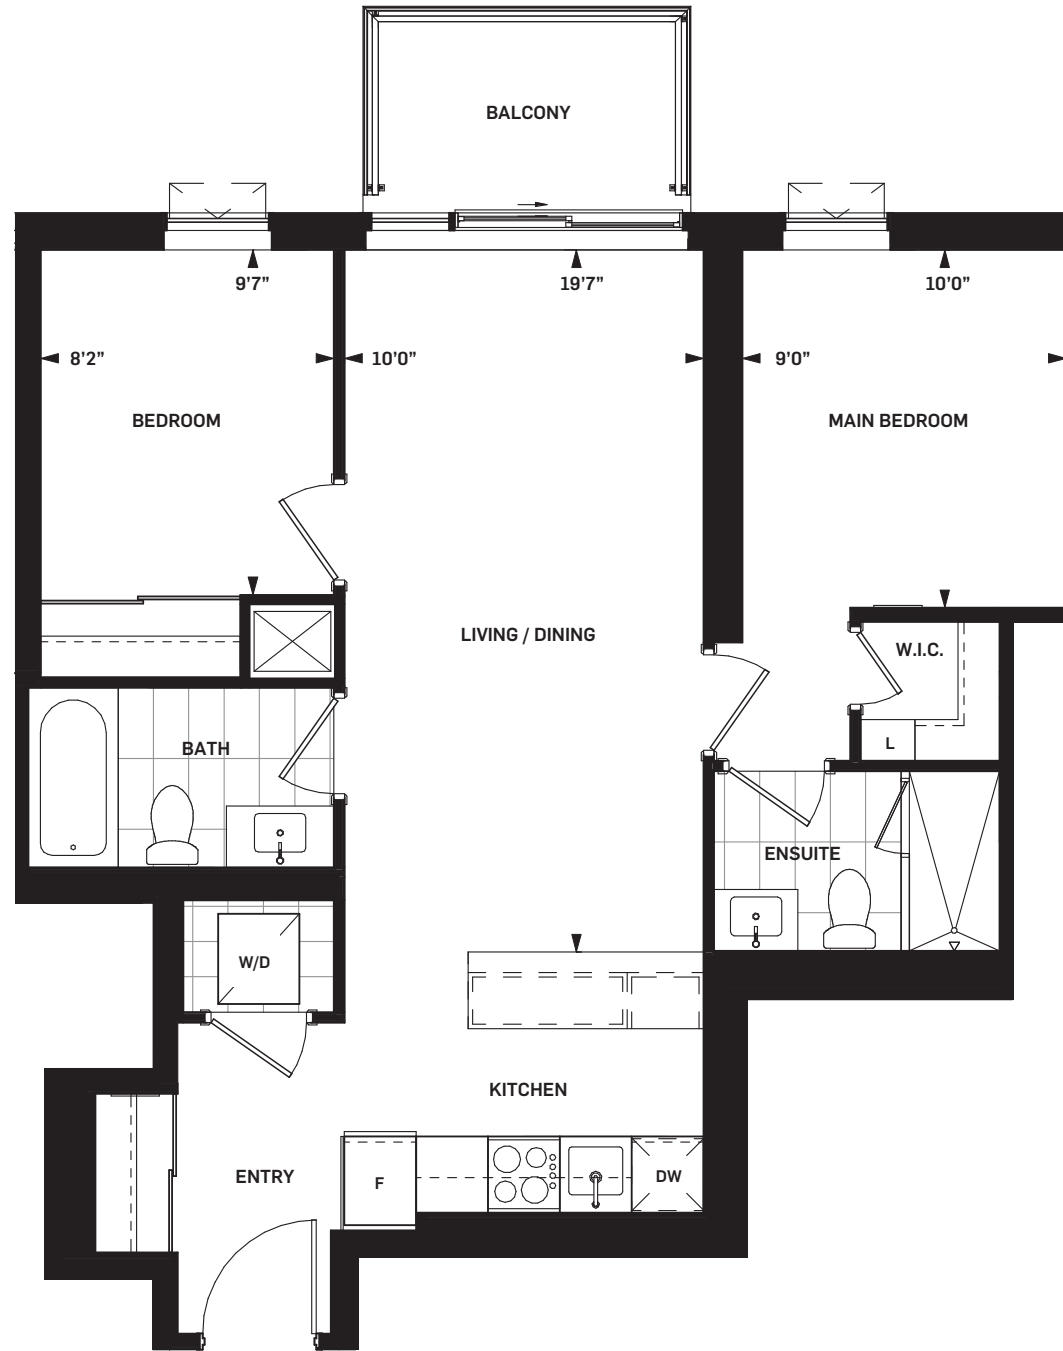 BALCONY
9'7”
19'7”
10'0”
8'2”
10'0”
9'0”
BEDROOM
MAIN BEDROOM
LIVING / DINING
W.I.C.
L
BATH
ENSUITE
W/D
KITCHEN
ENTRY
F
DW